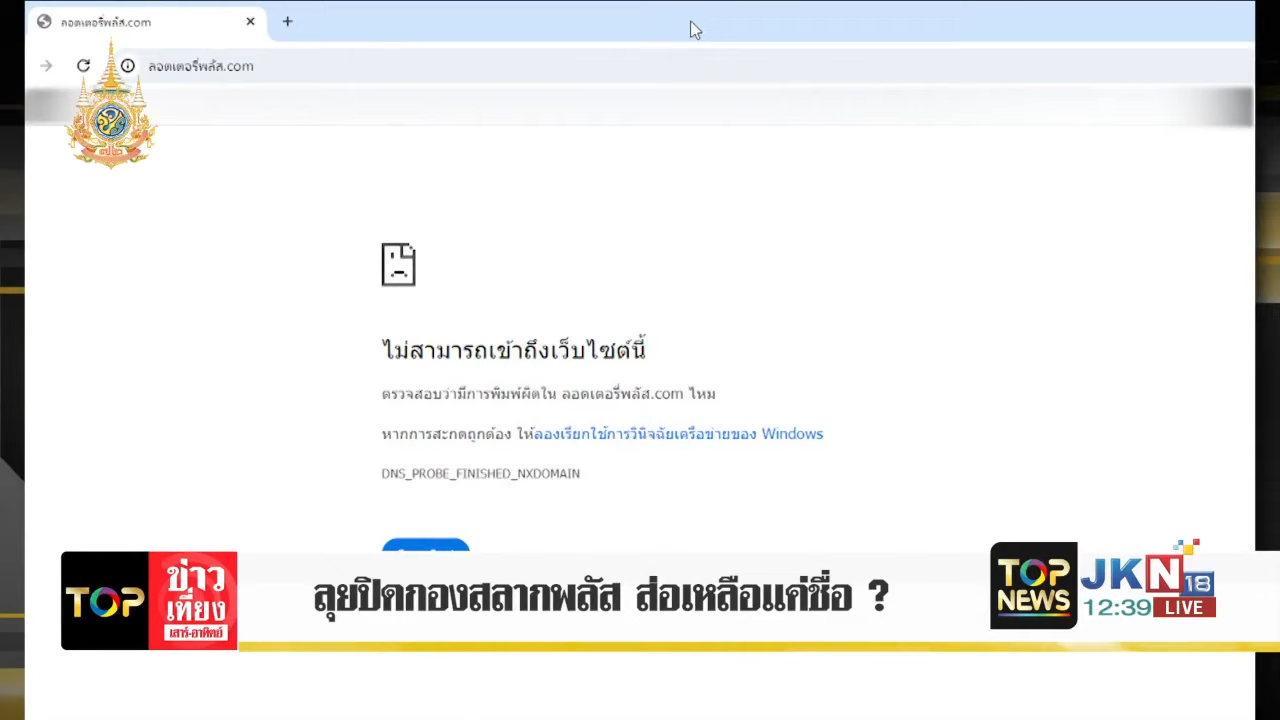 ลอตเตอรี่พลัส.com
ลอตเตอรี่พลัส.com
ไม่สามารถเข้าถึงเว็บไซต์นี้
ตรวจสอบว่ามีการพิมพ์ผิดใน ลอตเตอรี่พลัส.com ไหม
หากการสะกดถูกต้อง ให้ลองเรียกใช้การวินิจฉัยเครือข่ายของ Windows
DNS_PROBE_FINISHED_NXDOMAIN
TOP
ข่าว
เที่ยง
เสาร์-อาทิตย์
ลุยปิดกองสลากพลัส ส่อเหลือแค่ชื่อ ?
TOP
NEWS
JKN18
12:39 LIVE